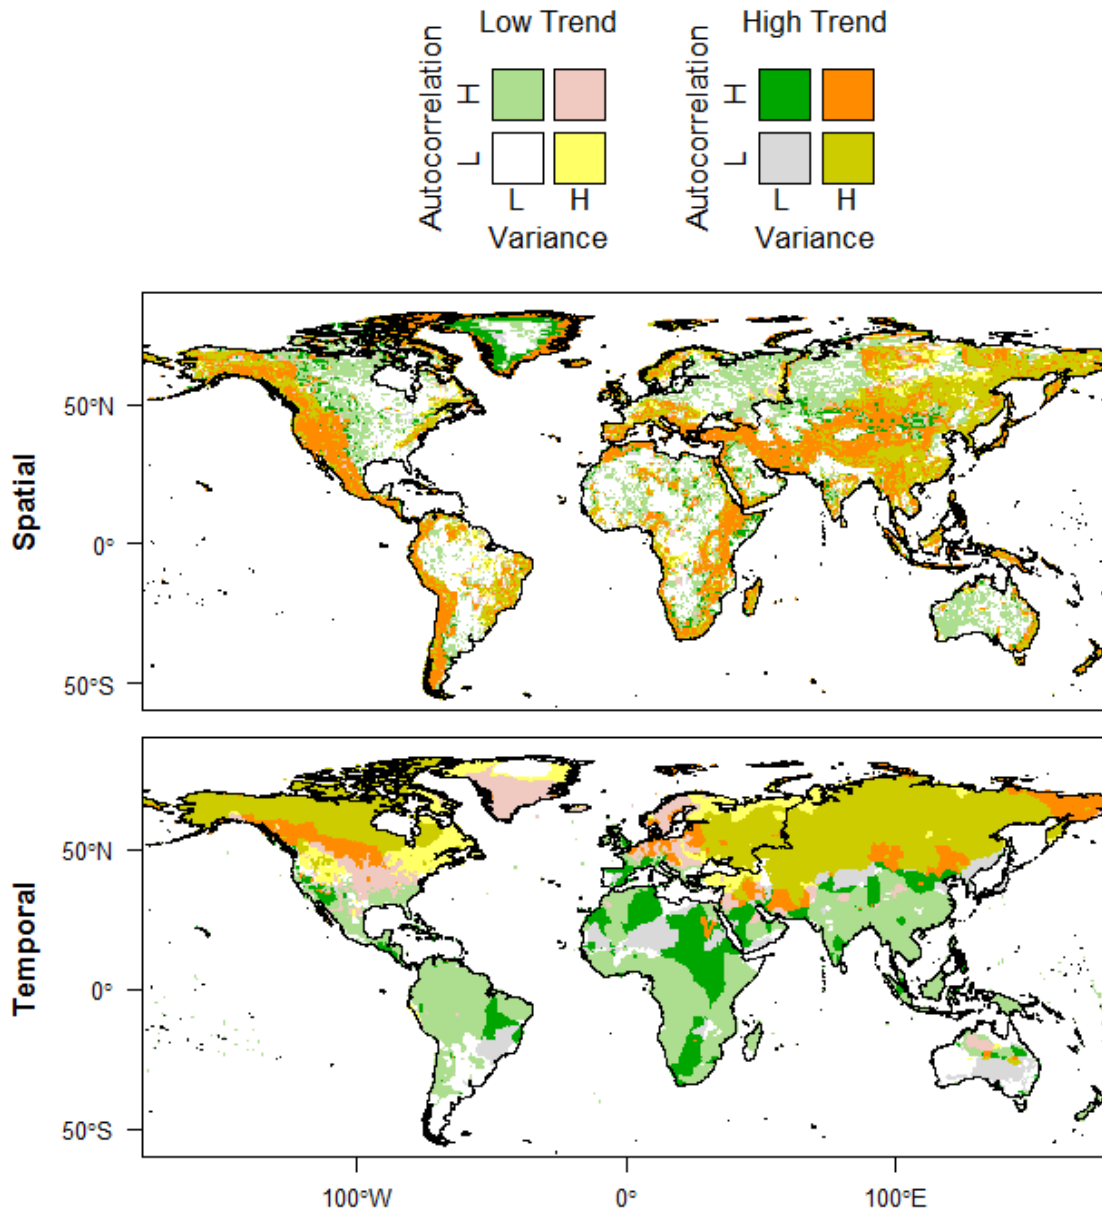 Low Trend High Trend
Autocorrelation H Autocorrelation H
L L
L H L H
Variance Variance
Spatial
50°N
0°
50°S
Temporal
50°N
0°
50°S
100°W 0° 100°E